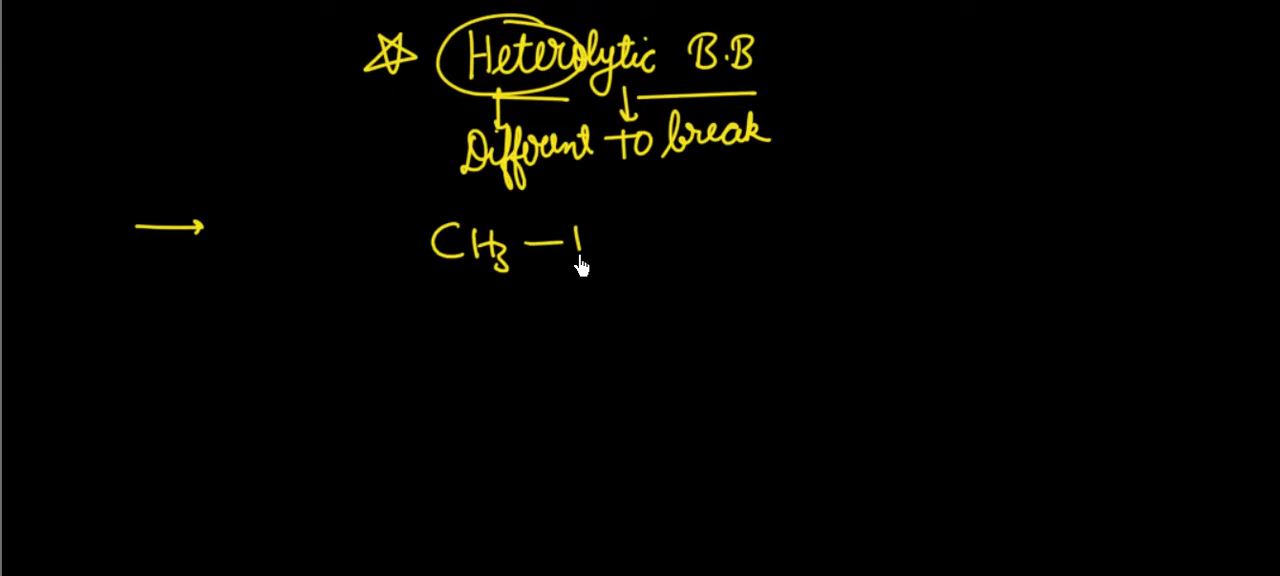 ☆ Heterolytic B.B
↓ ↓
Different to break
→ CH3 –